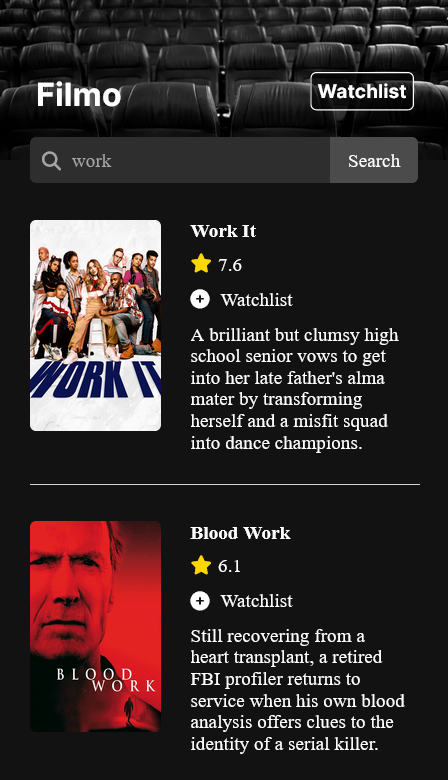 Filmo
Watchlist
work
Search
WORK IT
Work It
7.6
Watchlist
A brilliant but clumsy high
school senior vows to get
into her late father's alma
mater by transforming
herself and a misfit squad
into dance champions.
BLOOD
WORK
Blood Work
6.1
Watchlist
Still recovering from a
heart transplant, a retired
FBI profiler returns to
service when his own blood
analysis offers clues to the
identity of a serial killer.